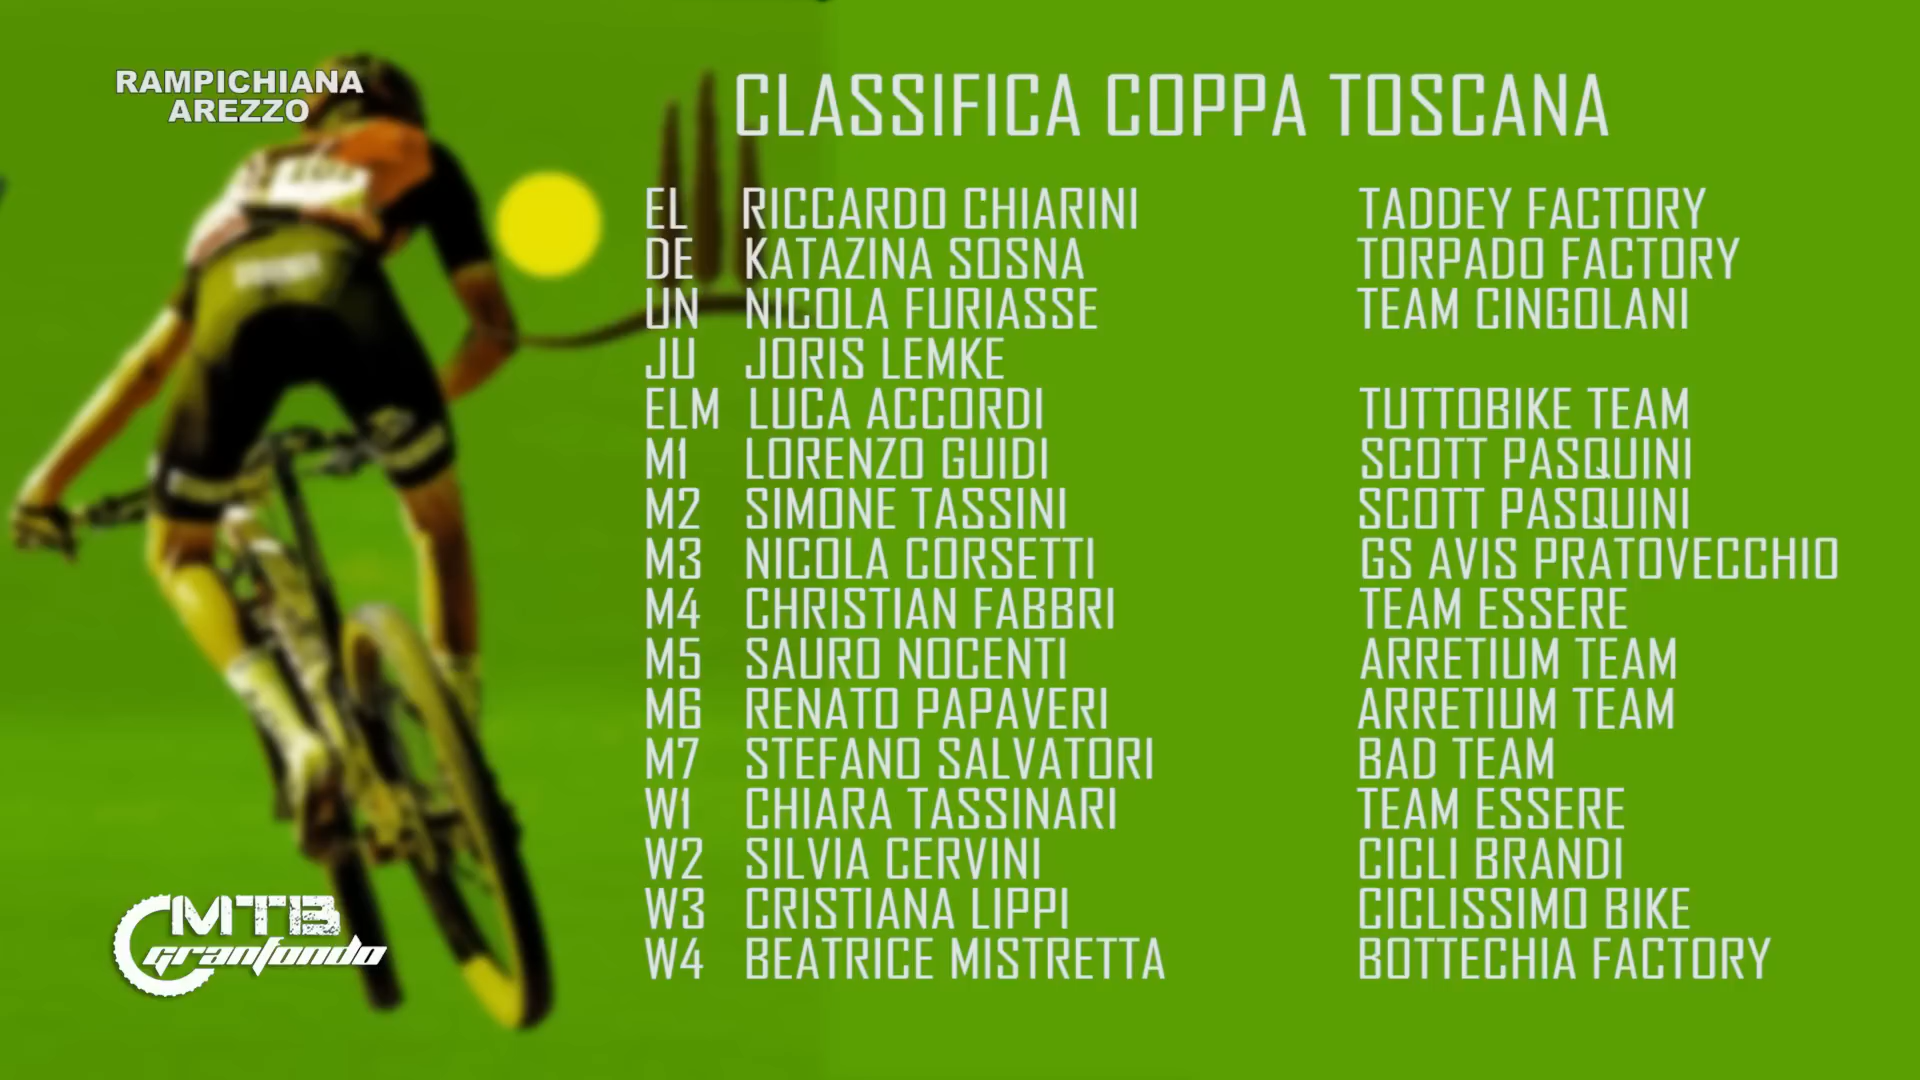 RAMPICHIANA
AREZZO
CLASSIFICA COPPA TOSCANA
EL RICCARDO CHIARINI TADDEY FACTORY
DE KATAZINA SOSNA TORPADO FACTORY
UN NICOLA FURIASSE TEAM CINGOLANI
JU JORIS LEMKE
ELM LUCA ACCORDI TUTTOBIKE TEAM
M1 LORENZO GUIDI SCOTT PASQUINI
M2 SIMONE TASSINI SCOTT PASQUINI
M3 NICOLA CORSETTI GS AVIS PRATOVECCHIO
M4 CHRISTIAN FABBRI TEAM ESSERE
M5 SAURO NOCENTI ARRETIUM TEAM
M6 RENATO PAPAVERI ARRETIUM TEAM
M7 STEFANO SALVATORI BAD TEAM
W1 CHIARA TASSINARI TEAM ESSERE
W2 SILVIA CERVINI CICLI BRANDI
W3 CRISTIANA LIPPI CICLISSIMO BIKE
W4 BEATRICE MISTRETTA BOTTECHIA FACTORY
MTB
granfondo